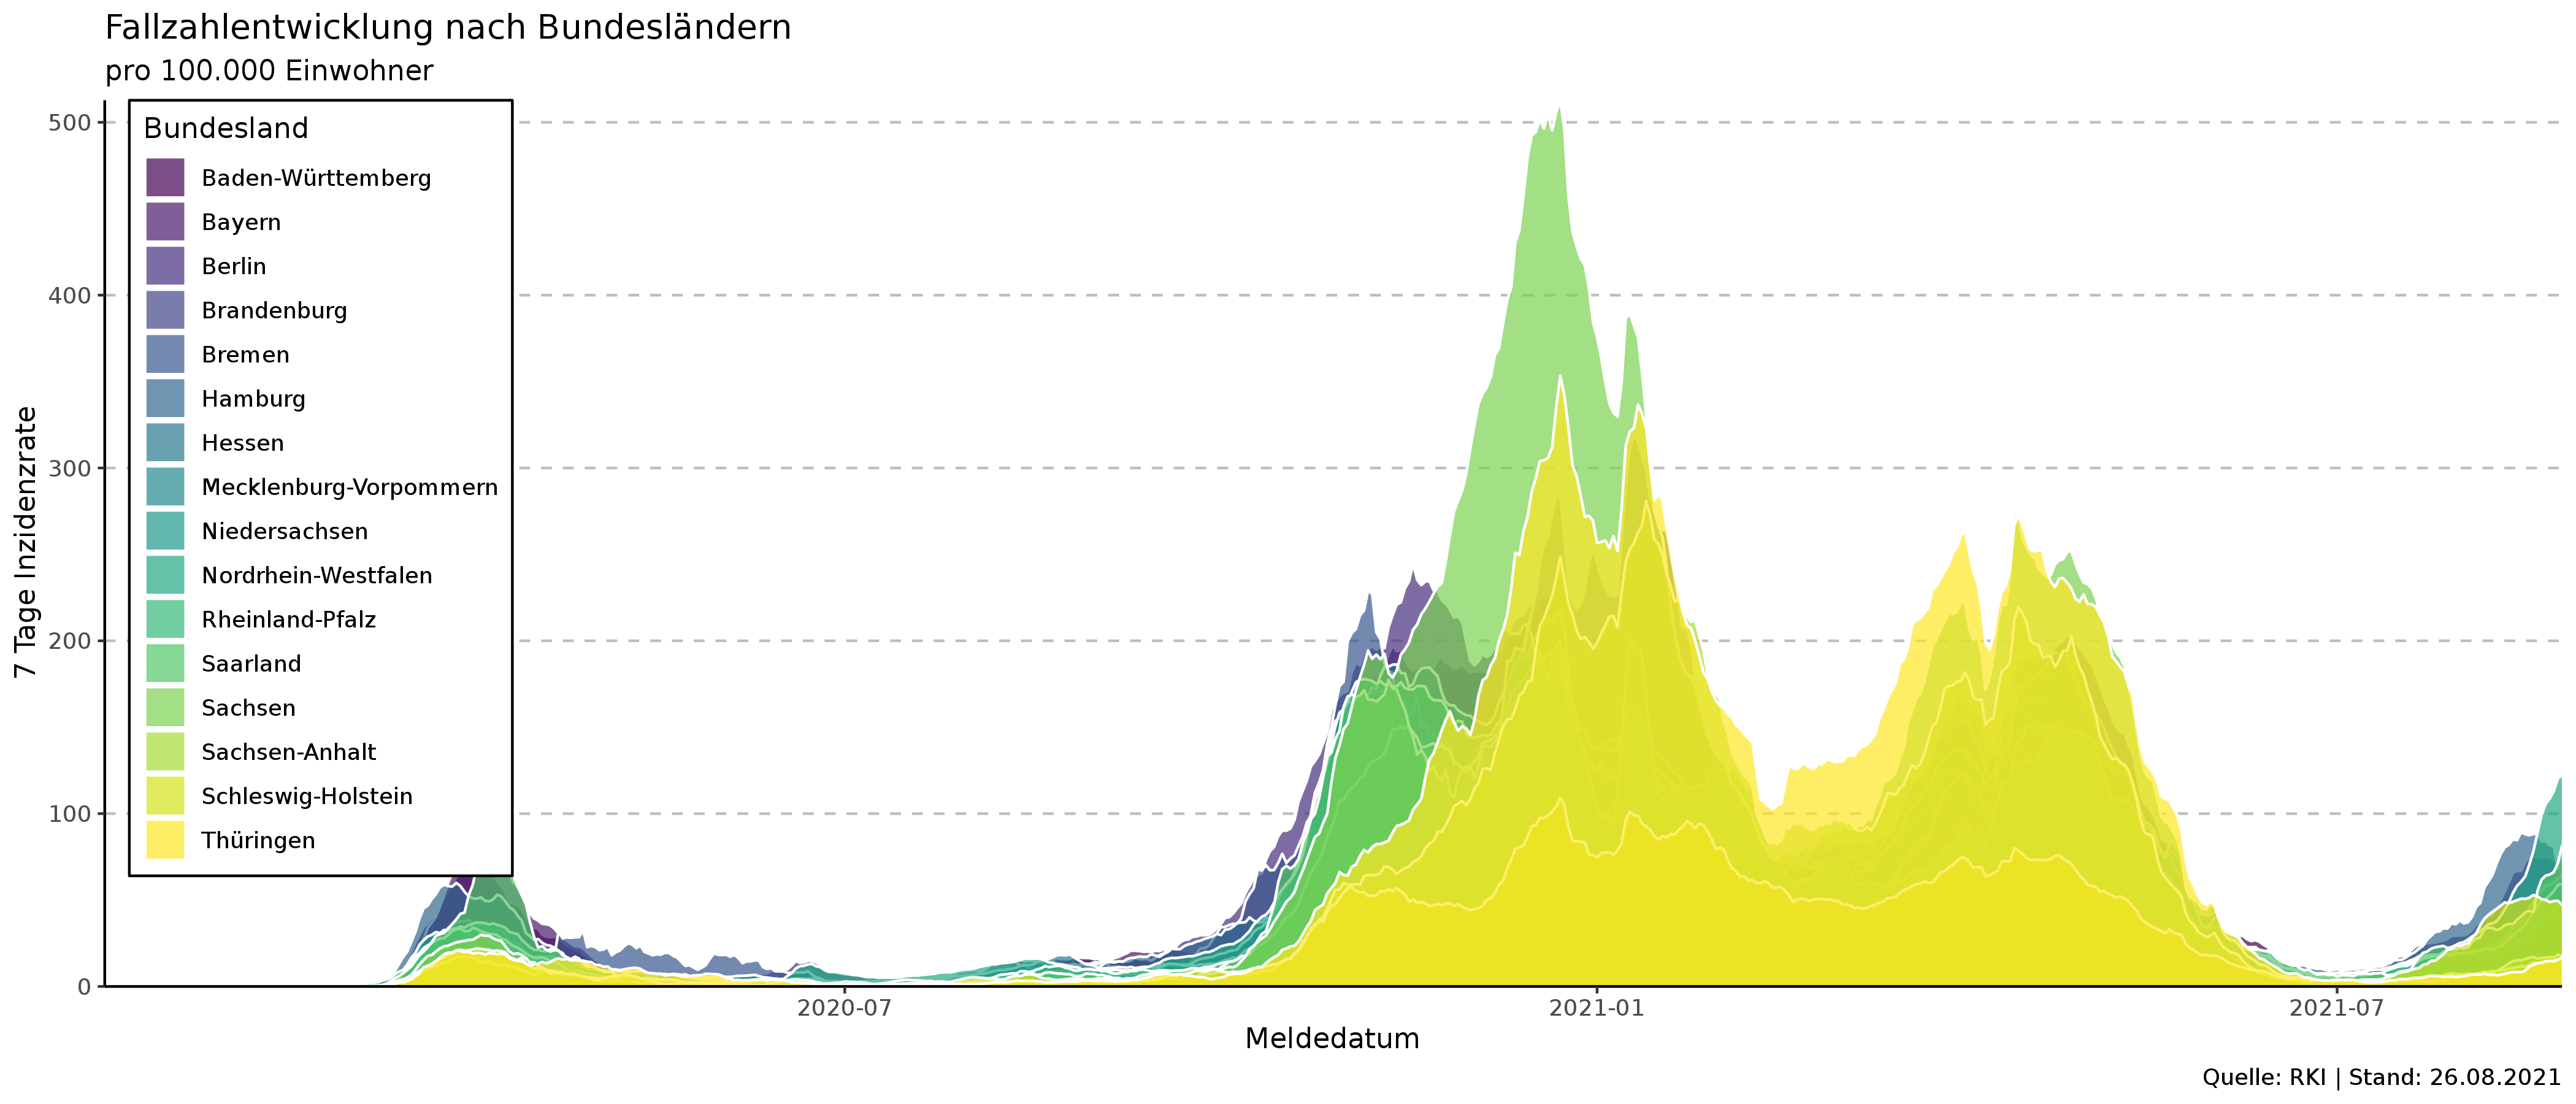 Fallzahlentwicklung nach Bundesländern
pro 100.000 Einwohner
Bundesland
Baden-Württemberg
Bayern
Berlin
Brandenburg
Bremen
Hamburg
Hessen
Mecklenburg-Vorpommern
Niedersachsen
Nordrhein-Westfalen
Rheinland-Pfalz
Saarland
Sachsen
Sachsen-Anhalt
Schleswig-Holstein
Thüringen
7 Tage Inzidenzrate
500
400
300
200
100
0
2020-07
2021-01
2021-07
Meldedatum
Quelle: RKI | Stand: 26.08.2021